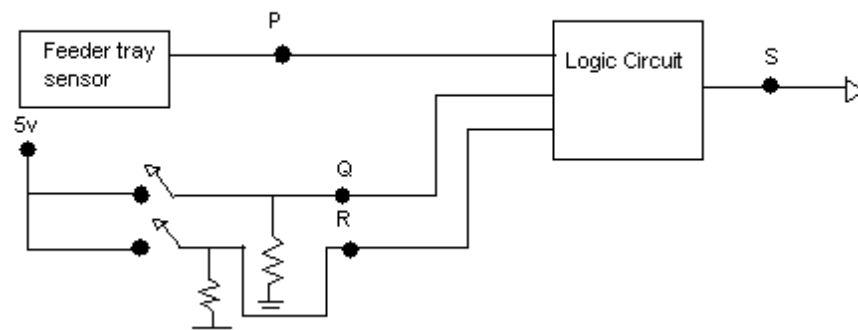 P
Feeder tray
sensor
Logic Circuit
S
5v
Q
R